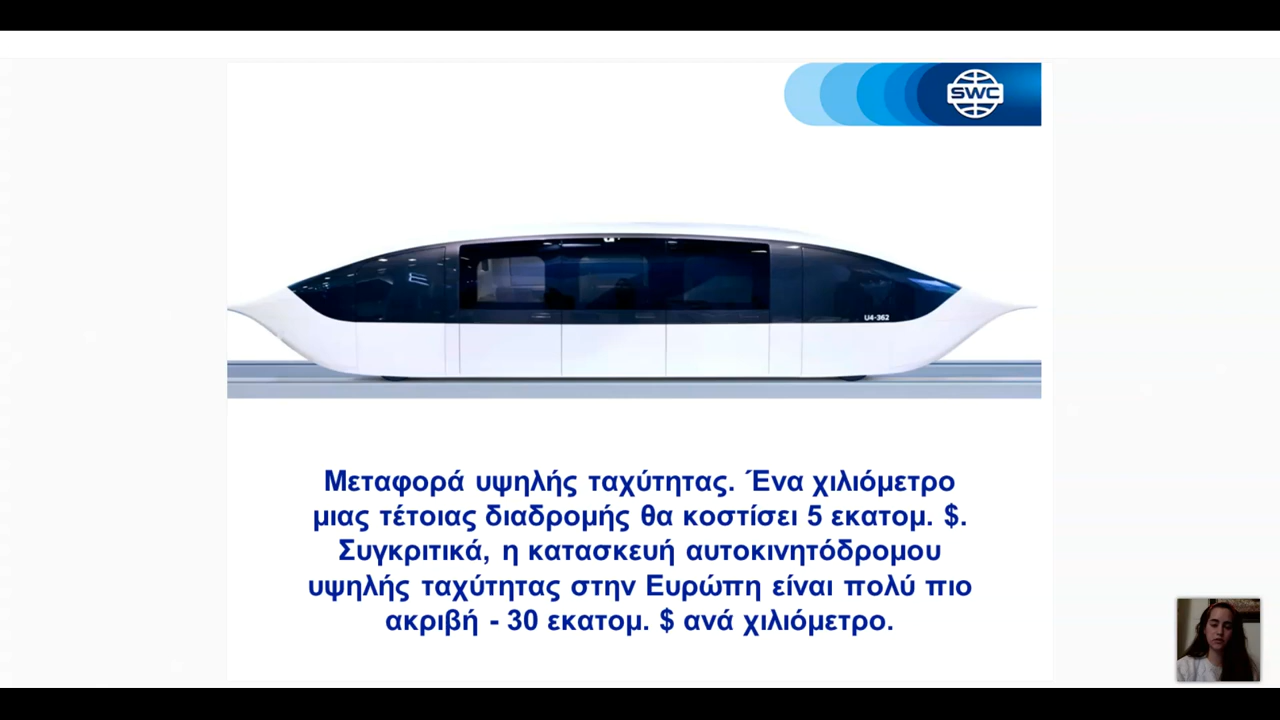 SWC
U4-362
Μεταφορά υψηλής ταχύτητας. Ένα χιλιόμετρο
μιας τέτοιας διαδρομής θα κοστίσει 5 εκατομ. $.
Συγκριτικά, η κατασκευή αυτοκινητόδρομου
υψηλής ταχύτητας στην Ευρώπη είναι πολύ πιο
ακριβή - 30 εκατομ. $ ανά χιλιόμετρο.